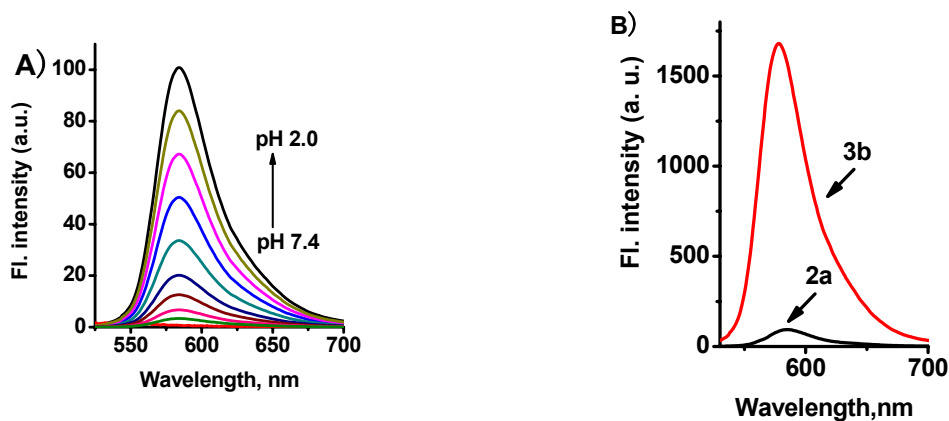 A)
Fl. intensity (a.u.)
100
80
60
40
20
0
pH 2.0
pH 7.4
550
600
650
700
Wavelength, nm
B)
Fl. intensity (a. u.)
1500
1000
500
0
3b
2a
600
700
Wavelength,nm